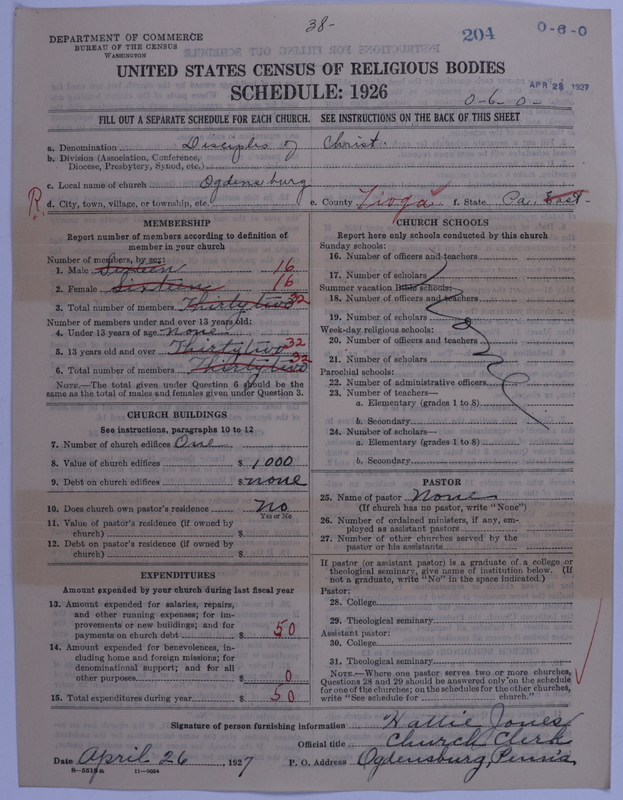 38-
204
0-6-0
DEPARTMENT OF COMMERCE
BUREAU OF THE CENSUS
WASHINGTON
UNITED STATES CENSUS OF RELIGIOUS BODIES
SCHEDULE: 1926
APR 28 1927
0-6-0-
FILL OUT A SEPARATE SCHEDULE FOR EACH CHURCH. SEE INSTRUCTIONS ON THE BACK OF THIS SHEET
a. Denomination Disciples of Christ.
b. Division (Association, Conference,
Diocese, Presbytery, Synod, etc.)
c. Local name of church Ogdensburg
R d. City, town, village, or township, etc. e. County Tioga f. State Pa. East-
MEMBERSHIP
Report number of members according to definition of
member in your church
Number of members, by sex:
1. Male Sixteen 16
2. Female Sixteen 16
3. Total number of members Thirtytwo 32
Number of members under and over 13 years old:
4. Under 13 years of age none
5. 13 years old and over Thirtytwo 32
6. Total number of members Thirtytwo 32
NOTE.—The total given under Question 6 should be the
same as the total of males and females given under Question 3.
CHURCH BUILDINGS
See instructions, paragraphs 10 to 12
7. Number of church edifices One
8. Value of church edifices $ 1000
9. Debt on church edifices $ none
10. Does church own pastor's residence No
Yes or No
11. Value of pastor's residence (if owned by
church) $
12. Debt on pastor's residence (if owned by
church) $
EXPENDITURES
Amount expended by your church during last fiscal year
13. Amount expended for salaries, repairs,
and other running expenses; for im-
provements or new buildings; and for
payments on church debt $ 50
14. Amount expended for benevolences, in-
cluding home and foreign missions; for
denominational support; and for all
other purposes $ 0
15. Total expenditures during year $ 50
CHURCH SCHOOLS
Report here only schools conducted by this church
Sunday schools:
16. Number of officers and teachers
17. Number of scholars
Summer vacation Bible schools:
18. Number of officers and teachers
19. Number of scholars
Week-day religious schools:
20. Number of officers and teachers
21. Number of scholars
Parochial schools:
22. Number of administrative officers
23. Number of teachers—
a. Elementary (grades 1 to 8)
b. Secondary
24. Number of scholars—
a. Elementary (grades 1 to 8)
b. Secondary
None
PASTOR
25. Name of pastor None
(If church has no pastor, write "None")
26. Number of ordained ministers, if any, em-
ployed as assistant pastors
27. Number of other churches served by the
pastor or his assistants
If pastor (or assistant pastor) is a graduate of a college or
theological seminary, give name of institution below. (If
not a graduate, write "No" in the space indicated.)
Pastor:
28. College
29. Theological seminary
Assistant pastor:
30. College
31. Theological seminary
NOTE.—Where one pastor serves two or more churches,
Questions 28 and 29 should be answered only on the schedule
for one of the churches; on the schedules for the other churches,
write "See schedule for church."
Signature of person furnishing information Hattie Jones
Official title Church Clerk
Date April 26, 1927 P. O. Address Ogdensburg, Penna
8-5518a 11-9054